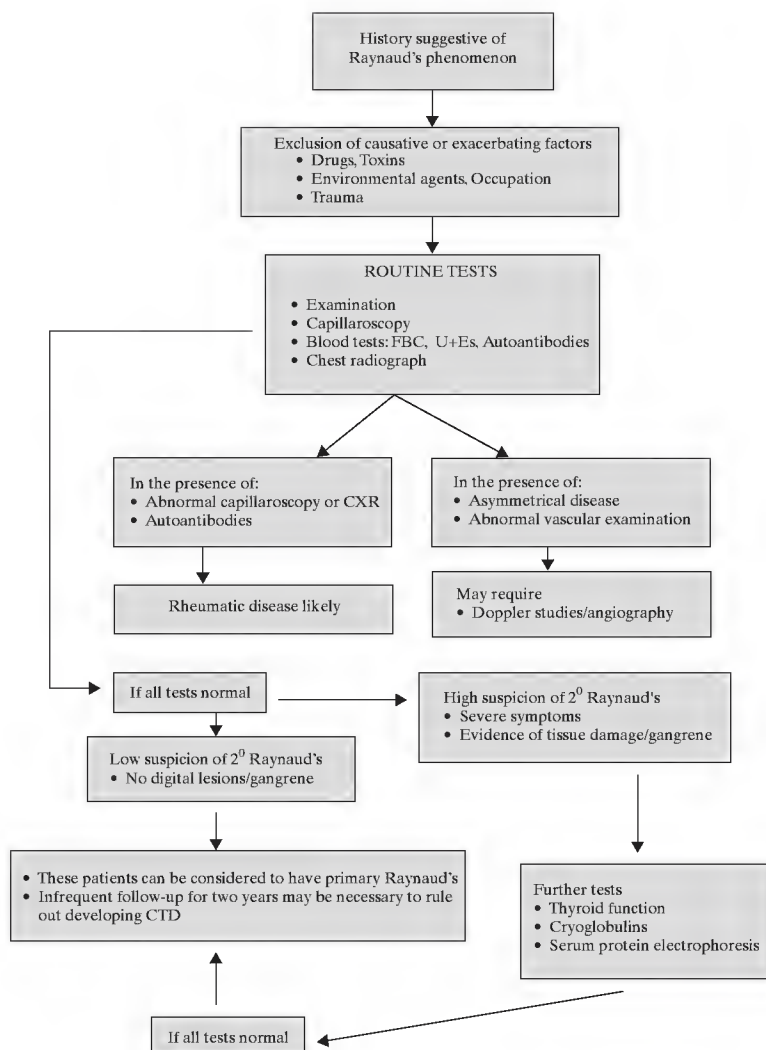 History suggestive of
Raynaud's phenomenon
Exclusion of causative or exacerbating factors
• Drugs, Toxins
• Environmental agents, Occupation
• Trauma
ROUTINE TESTS
• Examination
• Capillaroscopy
• Blood tests: FBC, U+Es, Autoantibodies
• Chest radiograph
In the presence of:
• Abnormal capillaroscopy or CXR
• Autoantibodies
In the presence of:
• Asymmetrical disease
• Abnormal vascular examination
Rheumatic disease likely
May require
• Doppler studies/angiography
If all tests normal
High suspicion of 2⁰ Raynaud's
• Severe symptoms
• Evidence of tissue damage/gangrene
Low suspicion of 2⁰ Raynaud's
• No digital lesions/gangrene
• These patients can be considered to have primary Raynaud's
• Infrequent follow-up for two years may be necessary to rule
out developing CTD
Further tests
• Thyroid function
• Cryoglobulins
• Serum protein electrophoresis
If all tests normal